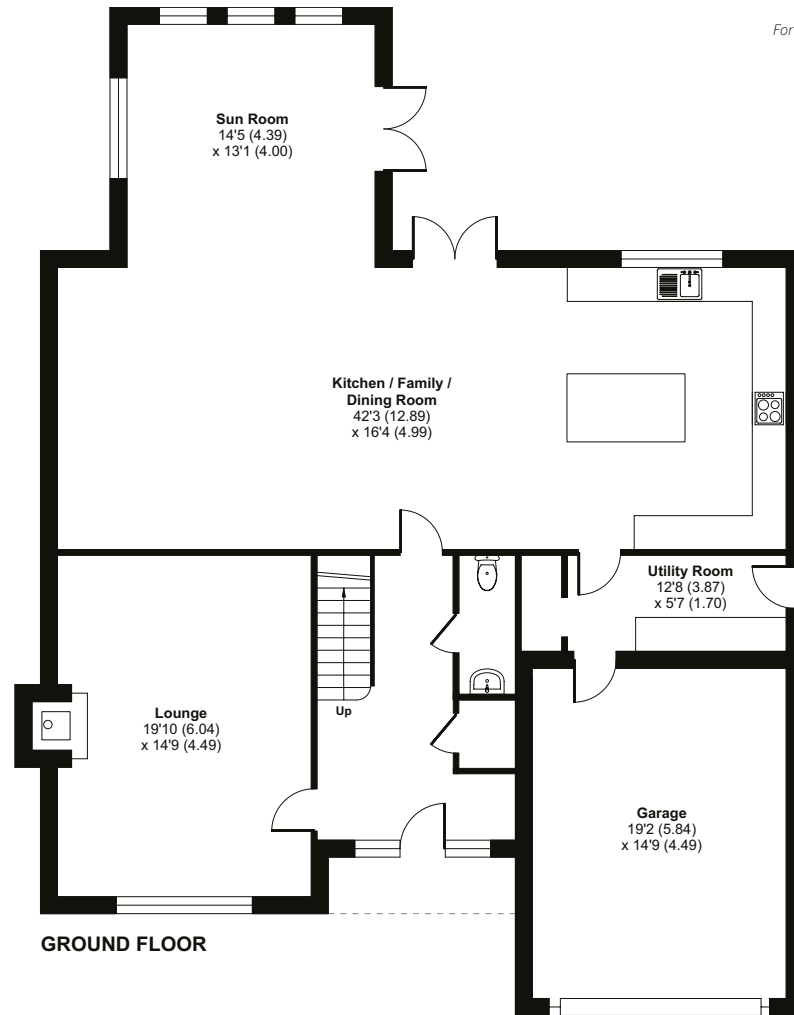 For
Sun Room
14'5 (4.39)
x 13'1 (4.00)
Kitchen / Family /
Dining Room
42'3 (12.89)
x 16'4 (4.99)
Utility Room
12'8 (3.87)
x 5'7 (1.70)
Lounge
19'10 (6.04)
x 14'9 (4.49)
Up
Garage
19'2 (5.84)
x 14'9 (4.49)
GROUND FLOOR